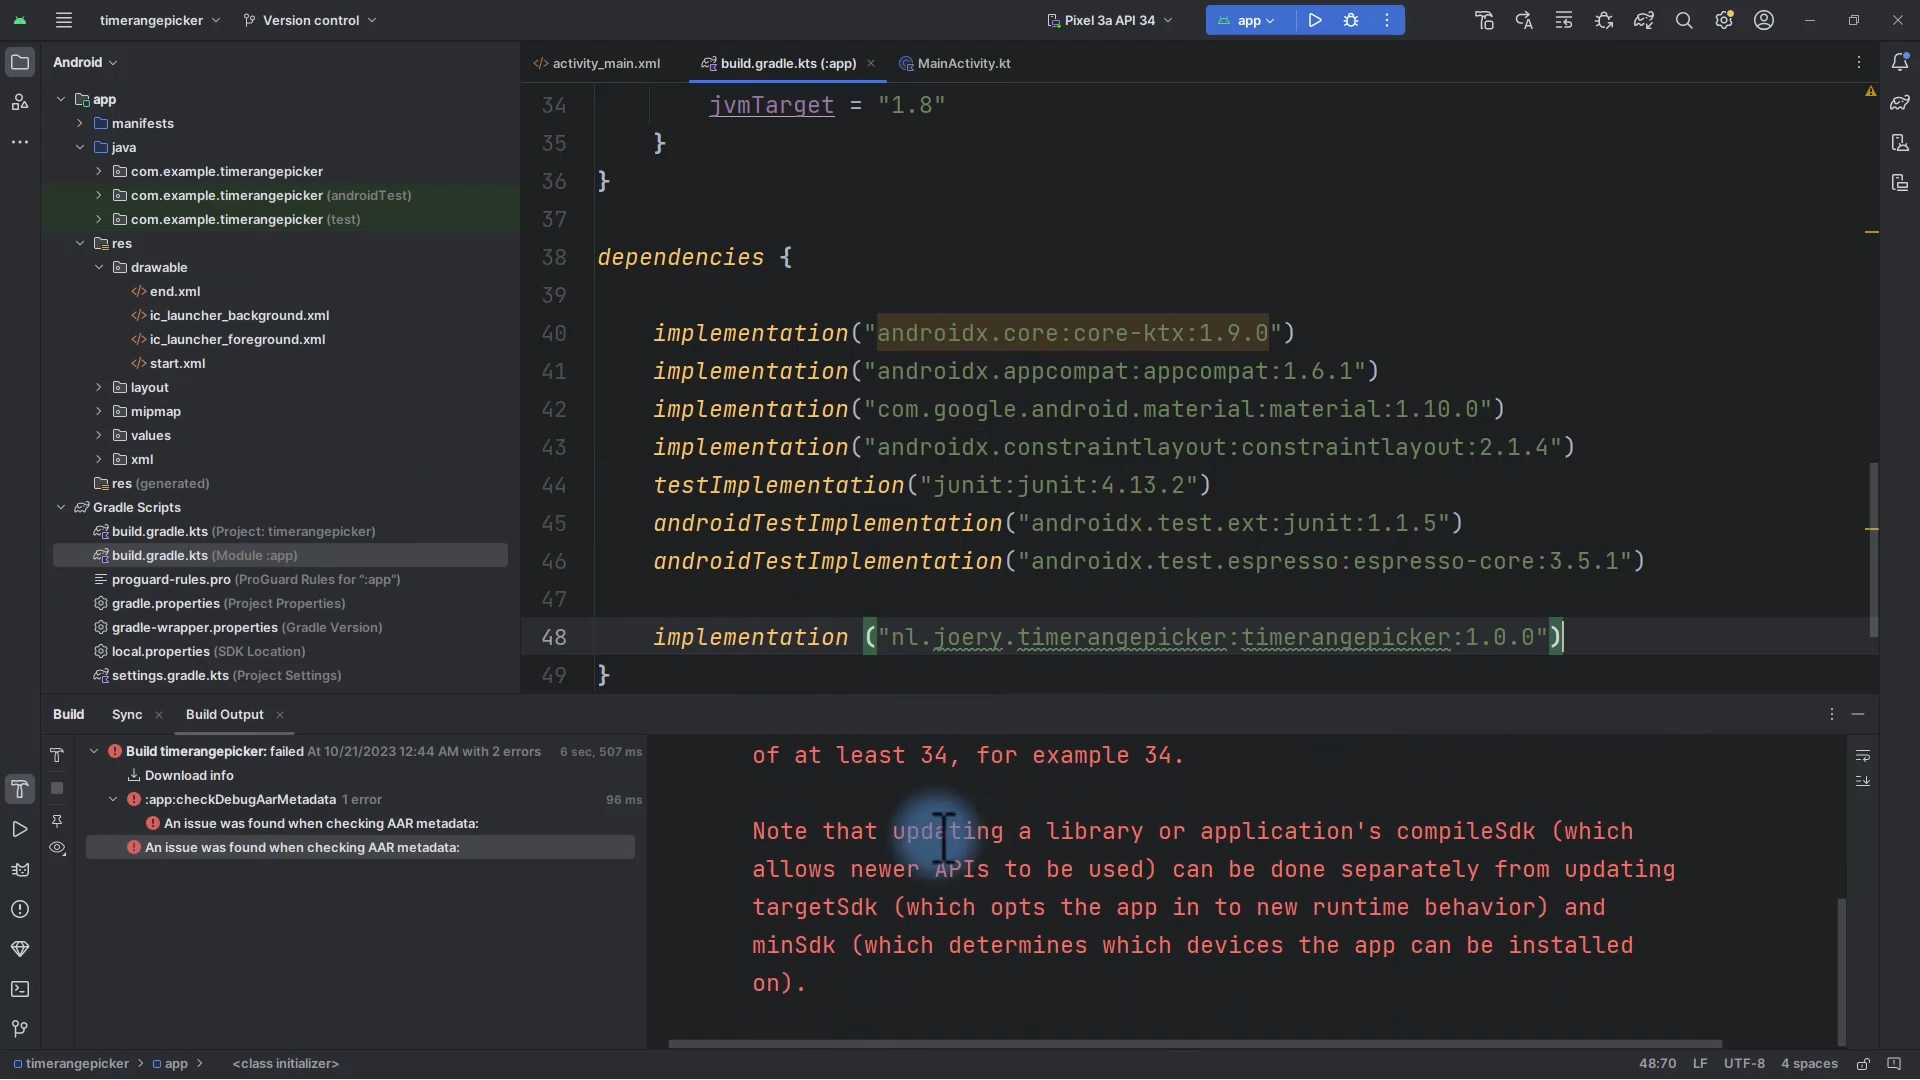 timerangepicker
Version control
Pixel 3a API 34
app
Android
activity_main.xml
build.gradle.kts (:app)
MainActivity.kt
app
manifests
java
com.example.timerangepicker
com.example.timerangepicker (androidTest)
com.example.timerangepicker (test)
res
drawable
end.xml
ic_launcher_background.xml
ic_launcher_foreground.xml
start.xml
layout
mipmap
values
xml
res (generated)
Gradle Scripts
build.gradle.kts (Project: timerangepicker)
build.gradle.kts (Module :app)
proguard-rules.pro (ProGuard Rules for ":app")
gradle.properties (Project Properties)
gradle-wrapper.properties (Gradle Version)
local.properties (SDK Location)
settings.gradle.kts (Project Settings)
34 jvmTarget = "1.8"
35 }
36 }
37
38 dependencies {
39
40 implementation("androidx.core:core-ktx:1.9.0")
41 implementation("androidx.appcompat:appcompat:1.6.1")
42 implementation("com.google.android.material:material:1.10.0")
43 implementation("androidx.constraintlayout:constraintlayout:2.1.4")
44 testImplementation("junit:junit:4.13.2")
45 androidTestImplementation("androidx.test.ext:junit:1.1.5")
46 androidTestImplementation("androidx.test.espresso:espresso-core:3.5.1")
47
48 implementation ("nl.joery.timerangepicker:timerangepicker:1.0.0")
49 }
Build
Sync
Build Output
Build timerangepicker: failed At 10/21/2023 12:44 AM with 2 errors 6 sec, 507 ms
Download info
:app:checkDebugAarMetadata 1 error 96 ms
An issue was found when checking AAR metadata:
An issue was found when checking AAR metadata:
of at least 34, for example 34.
Note that updating a library or application's compileSdk (which
allows newer APIs to be used) can be done separately from updating
targetSdk (which opts the app in to new runtime behavior) and
minSdk (which determines which devices the app can be installed
on).
timerangepicker > app > <class initializer>
48:70 LF UTF-8 4 spaces